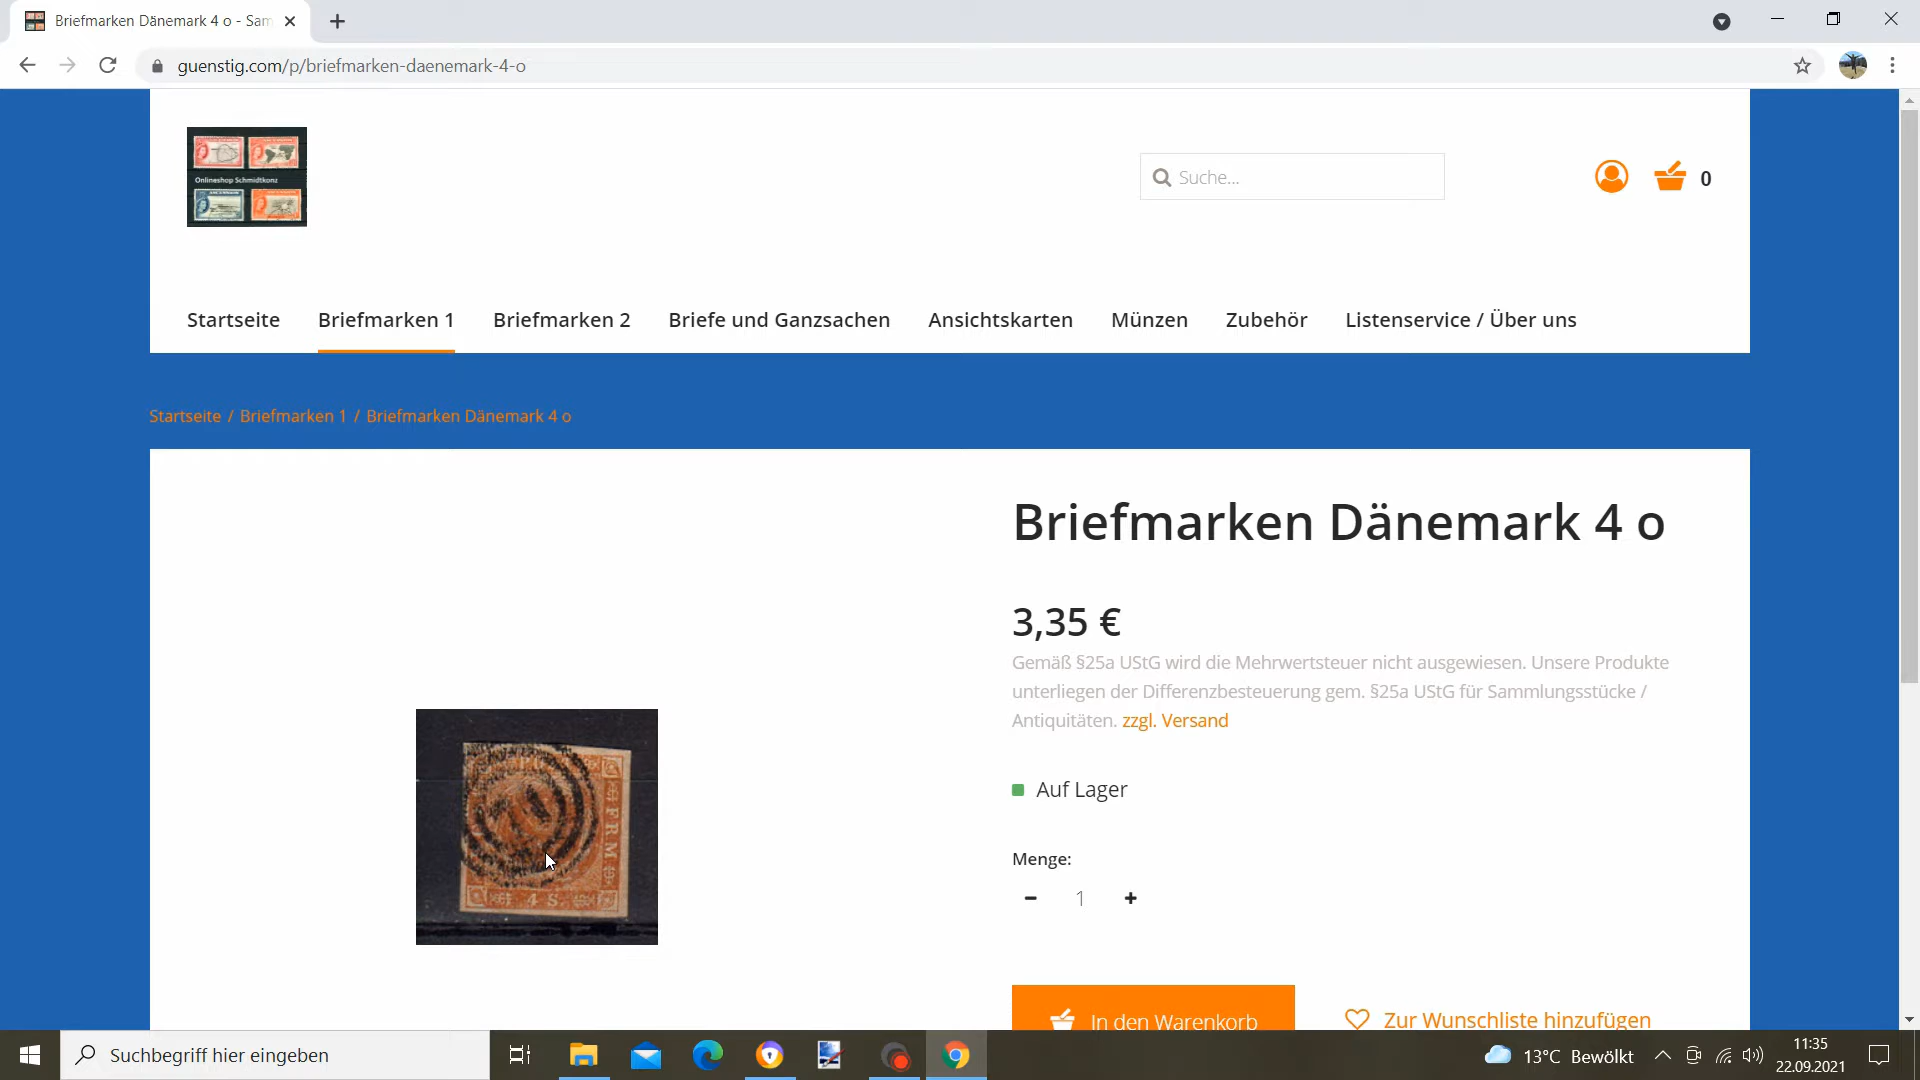 Briefmarken Dänemark 4 o - Sam
guenstig.com/p/briefmarken-daenemark-4-o
Onlineshop Schmidtkonz
Suche...
0
Startseite Briefmarken 1 Briefmarken 2 Briefe und Ganzsachen Ansichtskarten Münzen Zubehör Listenservice / Über uns
Startseite / Briefmarken 1 / Briefmarken Dänemark 4 o
Briefmarken Dänemark 4 o
3,35 €
Gemäß §25a UStG wird die Mehrwertsteuer nicht ausgewiesen. Unsere Produkte
unterliegen der Differenzbesteuerung gem. §25a UStG für Sammlungsstücke /
Antiquitäten. zzgl. Versand
Auf Lager
FRM
4 S.
Menge:
- 1 +
In den Warenkorb
Zur Wunschliste hinzufügen
Suchbegriff hier eingeben
13°C Bewölkt
11:35
22.09.2021